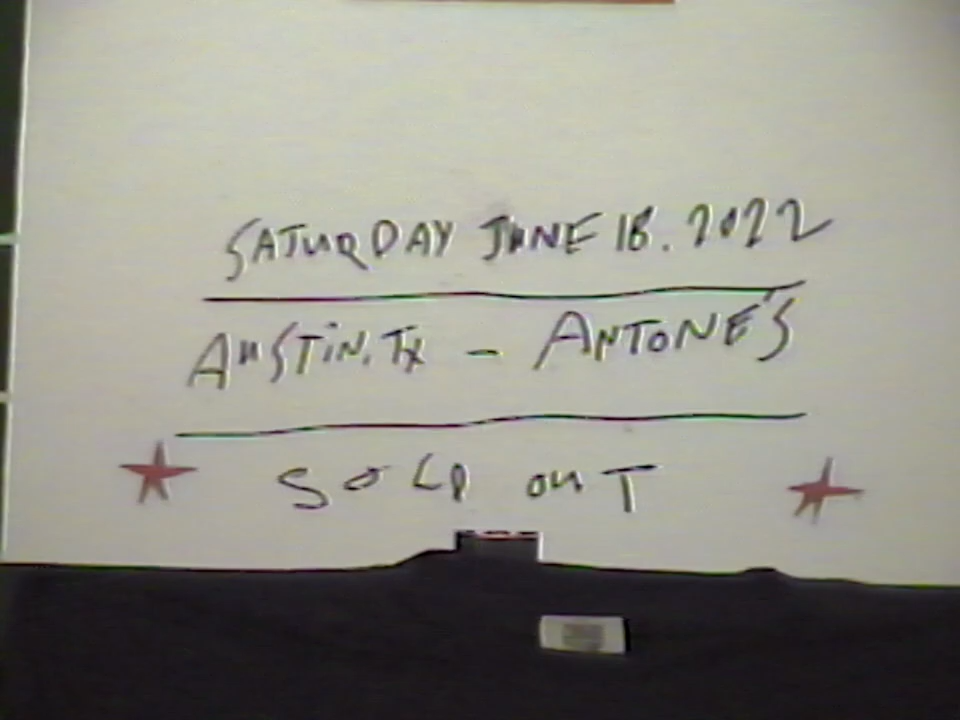 SATURDAY JUNE 18. 2022
AUSTIN, TX - ANTONE'S
SOLD OUT